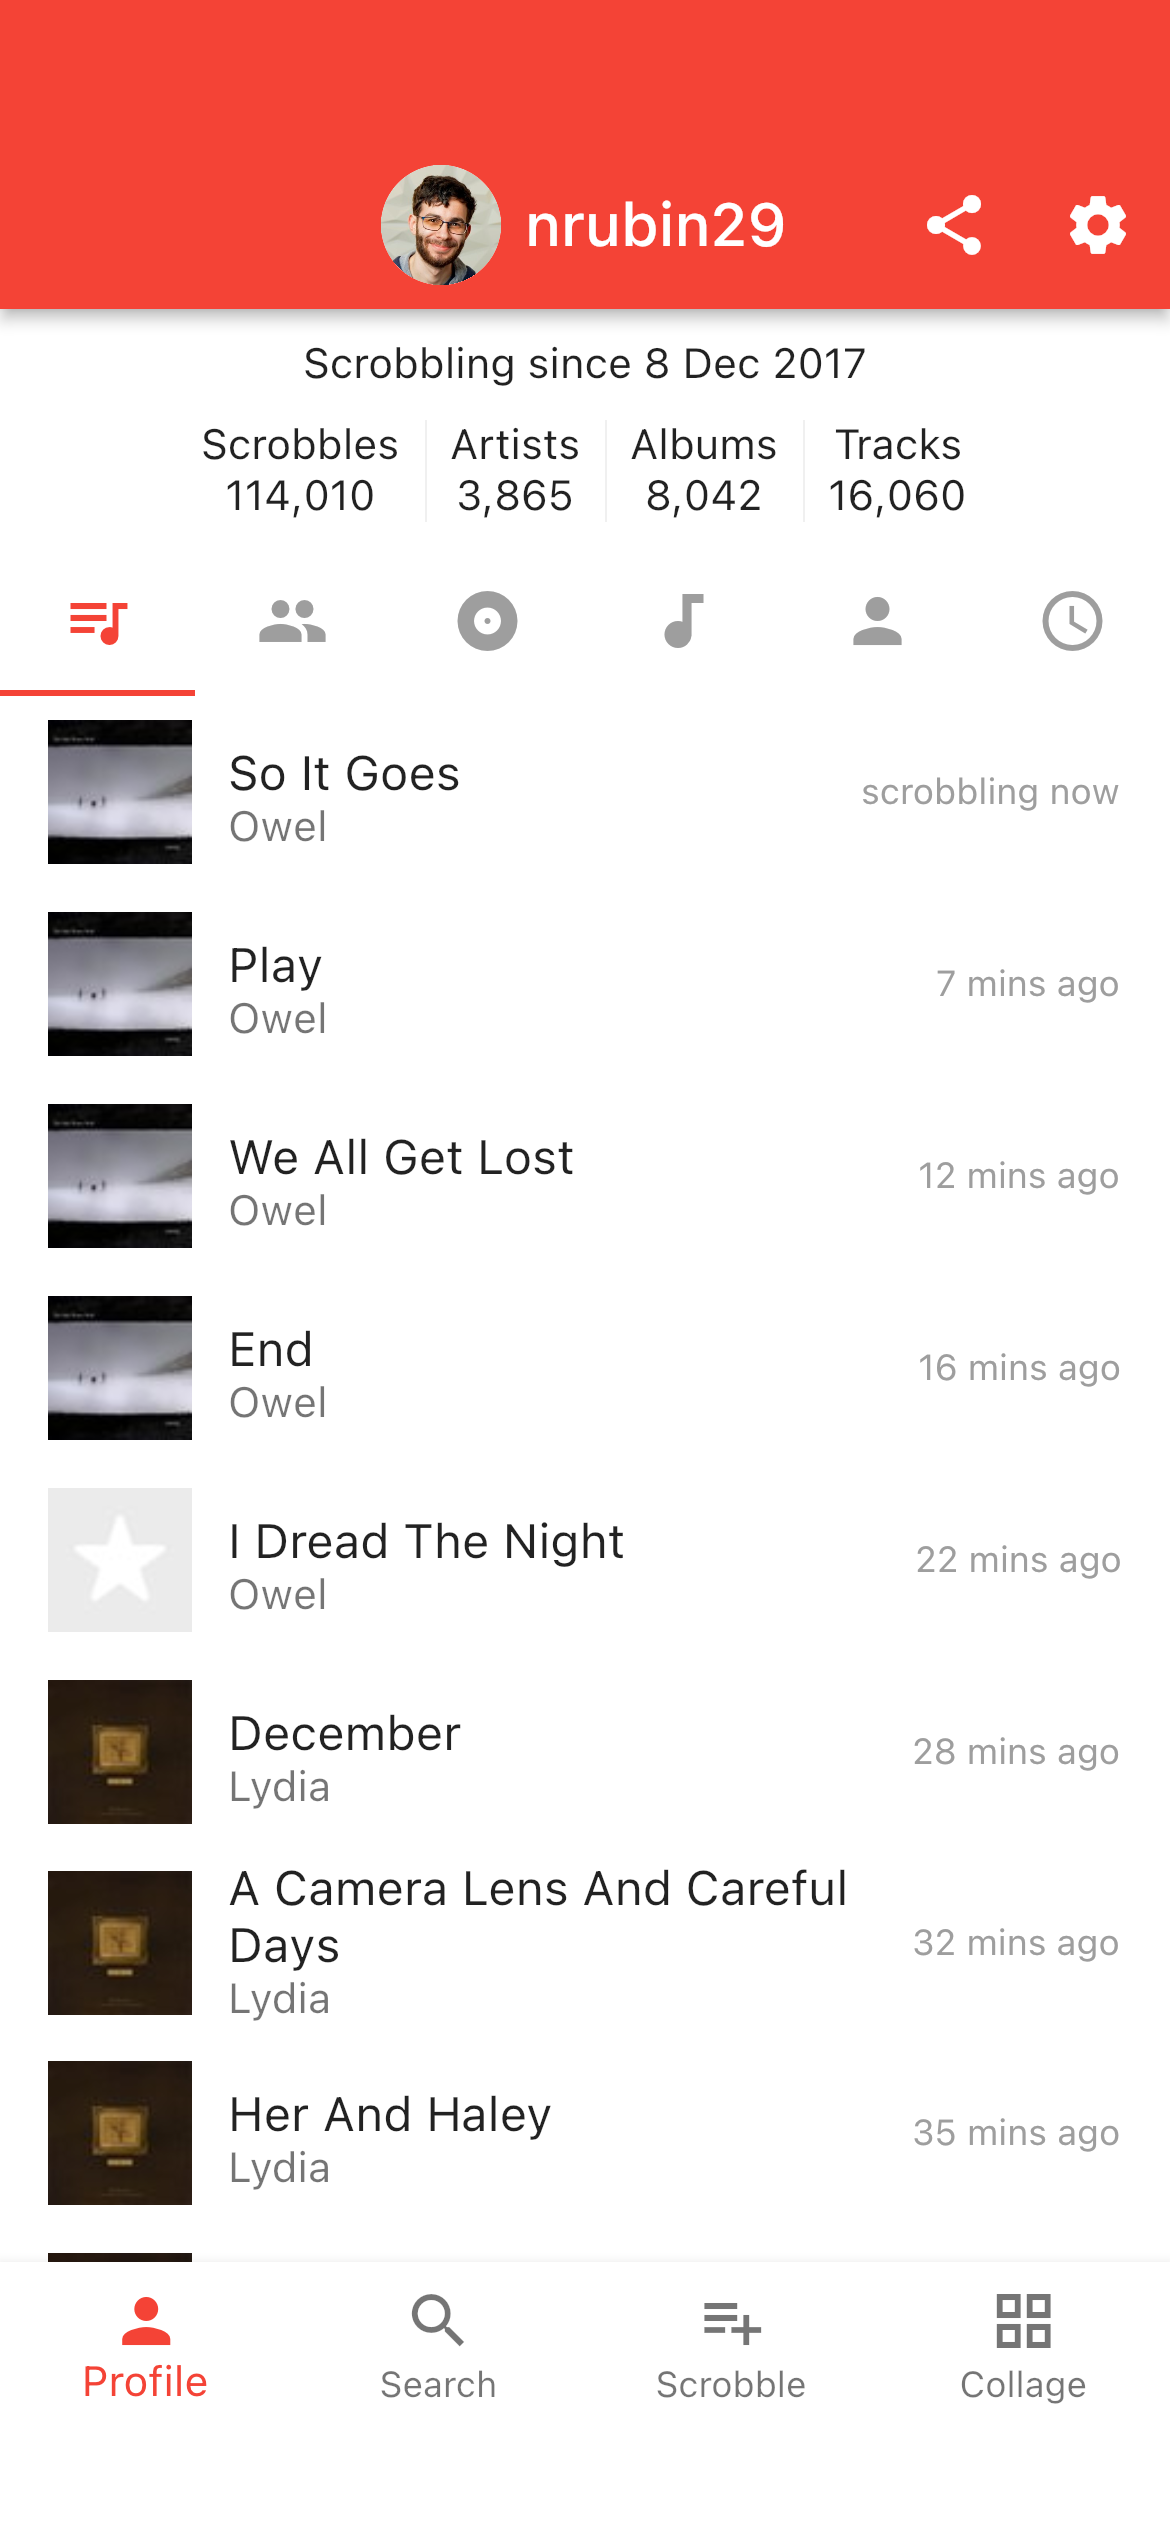 nrubin29
Scrobbling since 8 Dec 2017
Scrobbles Artists Albums Tracks
114,010 3,865 8,042 16,060
So It Goes
Owel
scrobbling now
Play
Owel
7 mins ago
We All Get Lost
Owel
12 mins ago
End
Owel
16 mins ago
I Dread The Night
Owel
22 mins ago
December
Lydia
28 mins ago
A Camera Lens And Careful
Days
Lydia
32 mins ago
Her And Haley
Lydia
35 mins ago
Profile Search Scrobble Collage